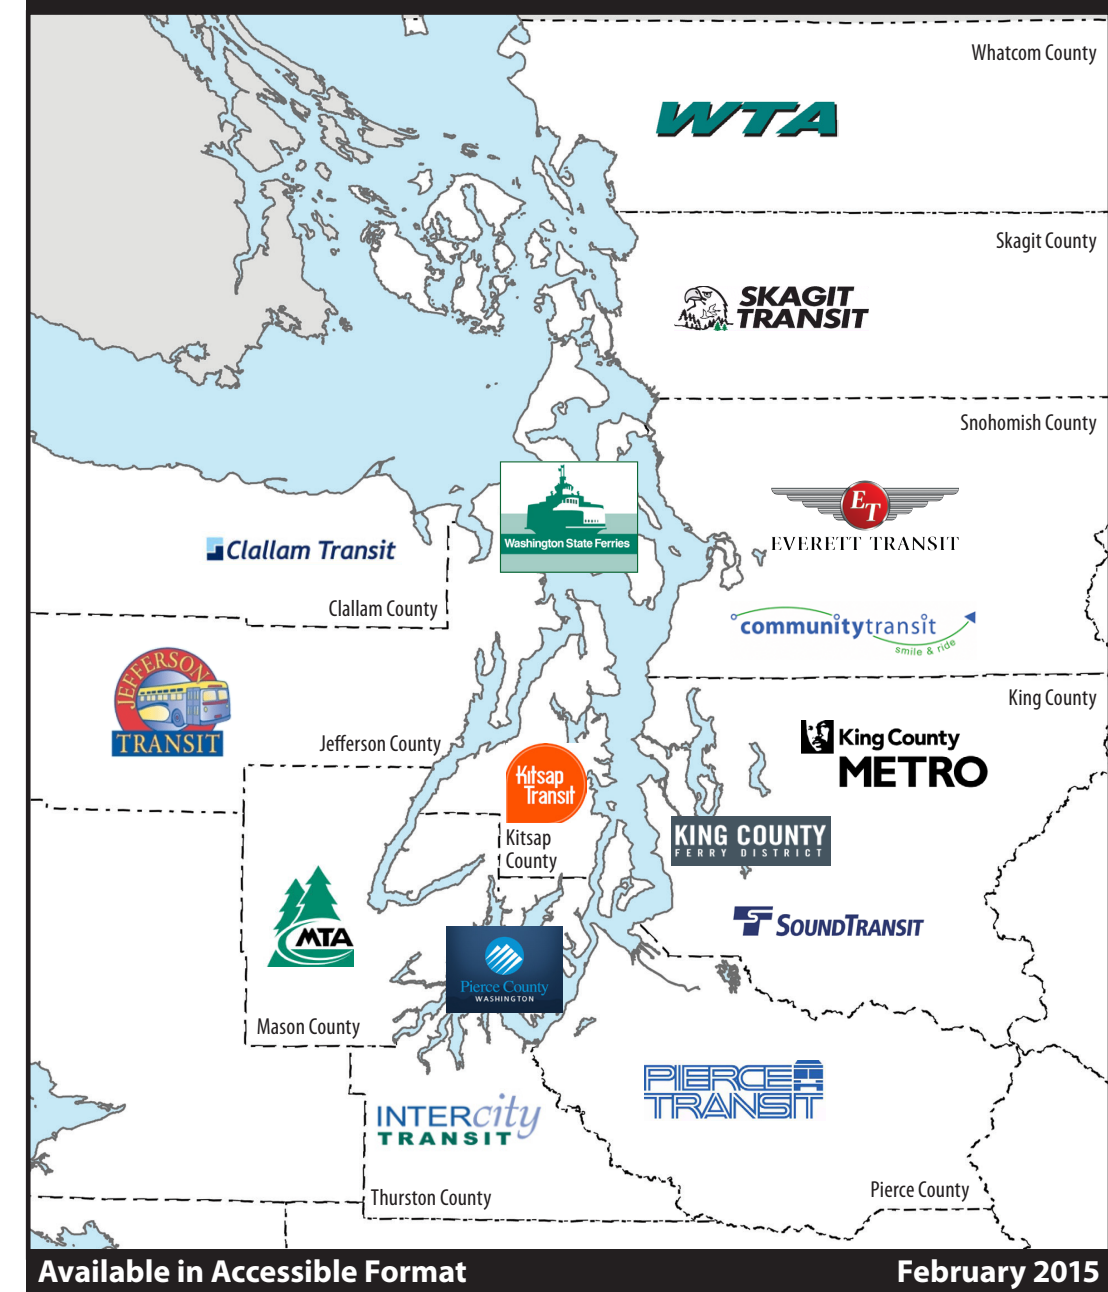 Whatcom County
WTA
Skagit County
SKAGIT
TRANSIT
Snohomish County
ET
EVERETT TRANSIT
Washington State Ferries
Clallam Transit
Clallam County
communitytransit
smile & ride
King County
JEFFERSON
TRANSIT
Jefferson County
King County
METRO
Kitsap
Transit
KING COUNTY
FERRY DISTRICT
Kitsap
County
MTA
SOUNDTRANSIT
Pierce County
WASHINGTON
Mason County
PIERCE
TRANSIT
INTERcity
TRANSIT
Thurston County
Pierce County
Available in Accessible Format
February 2015